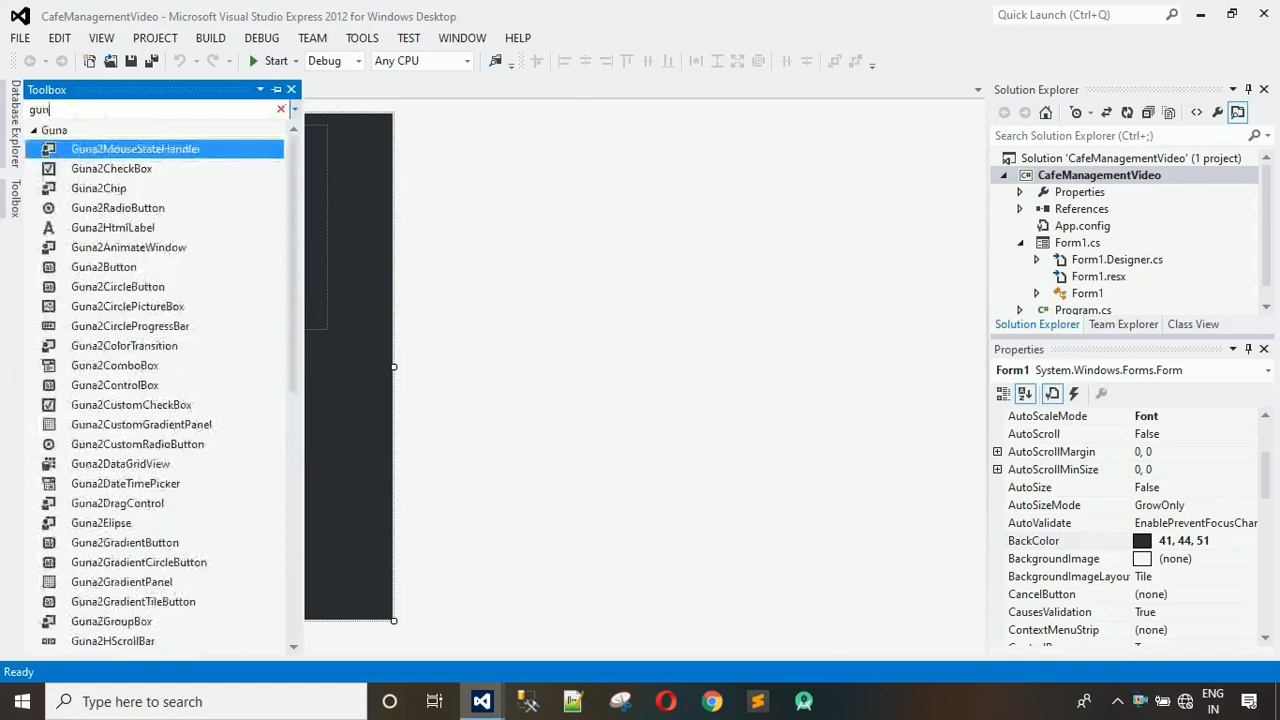 CafeManagementVideo - Microsoft Visual Studio Express 2012 for Windows Desktop
Quick Launch (Ctrl+Q)
FILE EDIT VIEW PROJECT BUILD DEBUG TEAM TOOLS TEST WINDOW HELP
Start Debug Any CPU
Database Explorer
Toolbox
Toolbox
gun
Guna
Guna2MouseStateHandler
Guna2CheckBox
Guna2Chip
Guna2RadioButton
Guna2HtmlLabel
Guna2AnimateWindow
Guna2Button
Guna2CircleButton
Guna2CirclePictureBox
Guna2CircleProgressBar
Guna2ColorTransition
Guna2ComboBox
Guna2ControlBox
Guna2CustomCheckBox
Guna2CustomGradientPanel
Guna2CustomRadioButton
Guna2DataGridView
Guna2DateTimePicker
Guna2DragControl
Guna2Elipse
Guna2GradientButton
Guna2GradientCircleButton
Guna2GradientPanel
Guna2GradientTileButton
Guna2GroupBox
Guna2HScrollBar
Solution Explorer
Search Solution Explorer (Ctrl+;)
Solution 'CafeManagementVideo' (1 project)
CafeManagementVideo
Properties
References
App.config
Form1.cs
Form1.Designer.cs
Form1.resx
Form1
Program.cs
Solution Explorer Team Explorer Class View
Properties
Form1 System.Windows.Forms.Form
AutoScaleMode Font
AutoScroll False
AutoScrollMargin 0, 0
AutoScrollMinSize 0, 0
AutoSize False
AutoSizeMode GrowOnly
AutoValidate EnablePreventFocusChar
BackColor 41, 44, 51
BackgroundImage (none)
BackgroundImageLayou Tile
CancelButton (none)
CausesValidation True
ContextMenuStrip (none)
Ready
Type here to search
ENG
IN